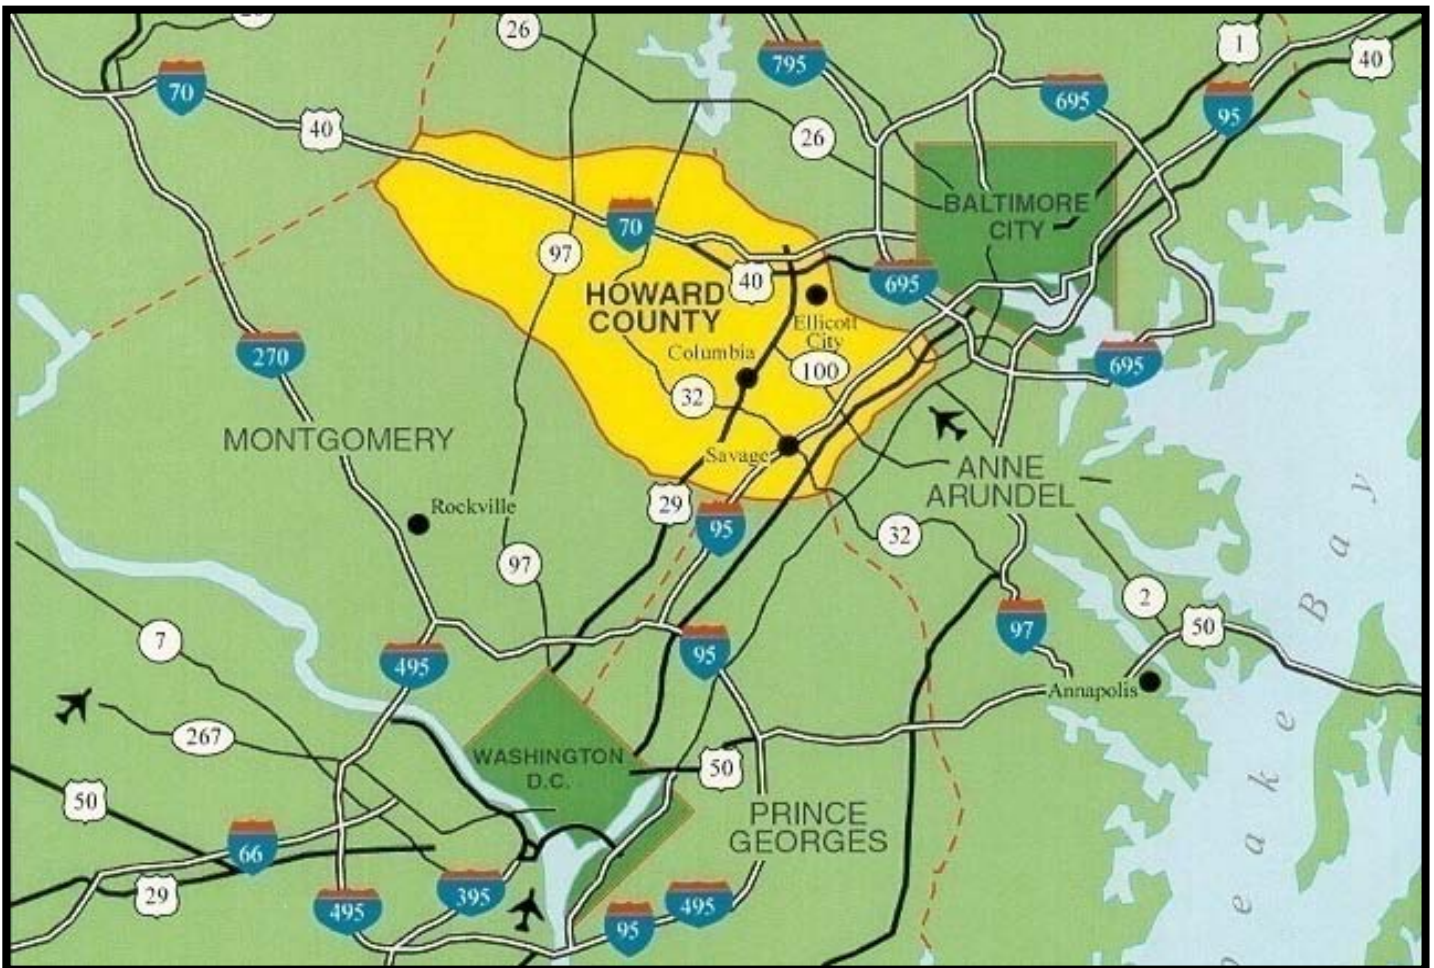 26
795
1
40
70
695
95
40
26
BALTIMORE
CITY
70
97
40
695
HOWARD
COUNTY
Ellicott
City
270
Columbia
100
695
32
MONTGOMERY
Savage
ANNE
ARUNDEL
29
Rockville
95
32
97
2
7
97
50
495
95
Annapolis
267
WASHINGTON
D.C.
50
50
PRINCE
GEORGES
66
29
395
495
495
95
Bay
eake